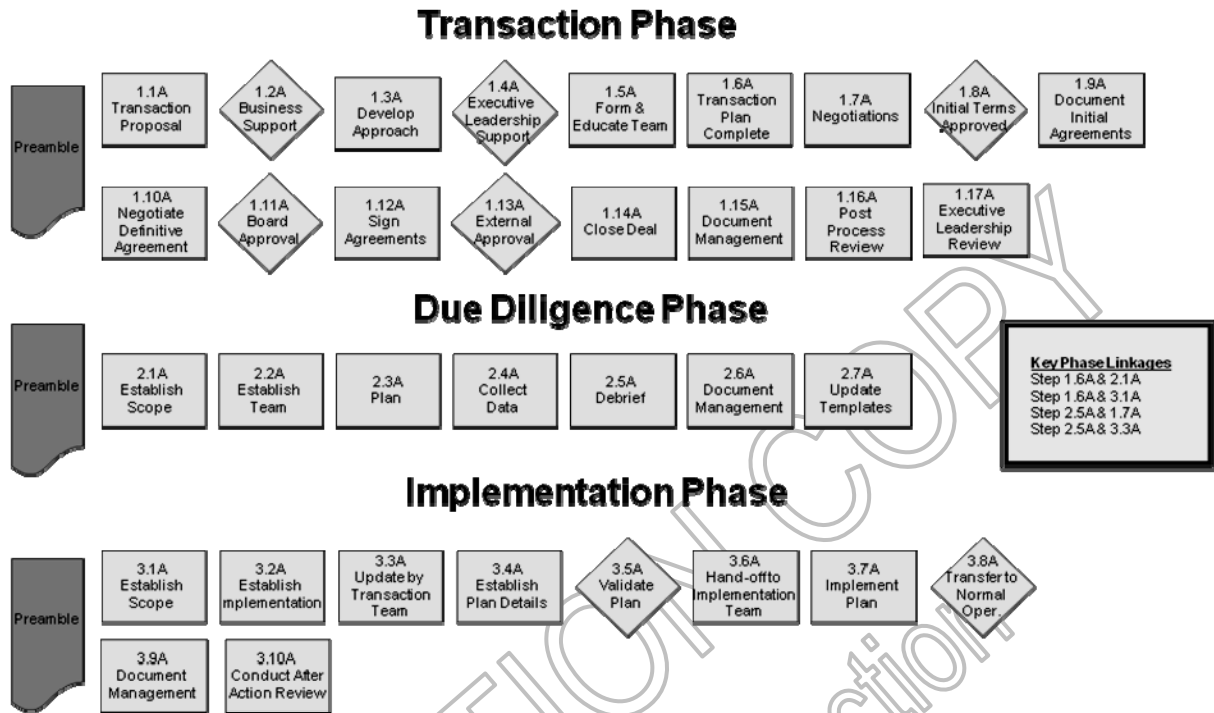 Transaction Phase
Preamble
1.1A
Transaction
Proposal
1.2A
Business
Support
1.3A
Develop
Approach
1.4A
Executive
Leadership
Support
1.5A
Form &
Educate Team
1.6A
Transaction
Plan
Complete
1.7A
Negotiations
1.8A
Initial Terms
Approved
1.9A
Document
Initial
Agreements
1.10A
Negotiate
Definitive
Agreement
1.11A
Board
Approval
1.12A
Sign
Agreements
1.13A
External
Approval
1.14A
Close Deal
1.15A
Document
Management
1.16A
Post
Process
Review
1.17A
Executive
Leadership
Review
Due Diligence Phase
Preamble
2.1A
Establish
Scope
2.2A
Establish
Team
2.3A
Plan
2.4A
Collect
Data
2.5A
Debrief
2.6A
Document
Management
2.7A
Update
Templates
Key Phase Linkages
Step 1.6A & 2.1A
Step 1.6A & 3.1A
Step 2.5A & 1.7A
Step 2.5A & 3.3A
Implementation Phase
Preamble
3.1A
Establish
Scope
3.2A
Establish
mplementation
3.3A
Update by
Transaction
Team
3.4A
Establish
Plan Details
3.5A
Validate
Plan
3.6A
Hand-off to
Implementation
Team
3.7A
Implement
Plan
3.8A
Transfer to
Normal
Oper.
3.9A
Document
Management
3.10A
Conduct After
Action Review
TION COPY
ction